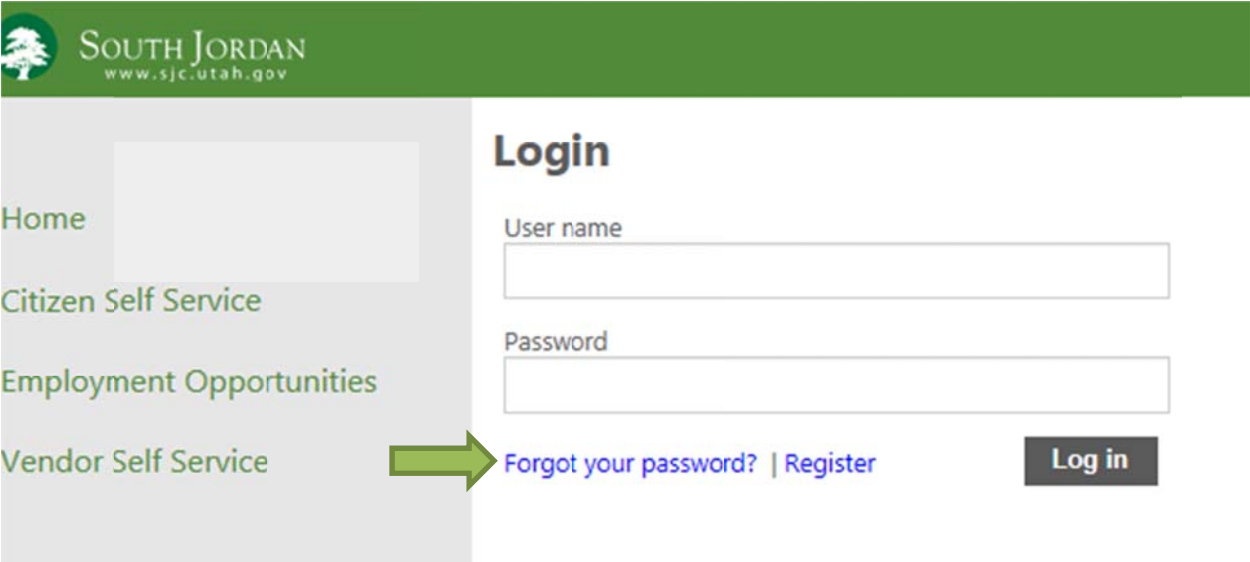 SOUTH JORDAN
www.sjc.utah.gov
Home
Citizen Self Service
Employment Opportunities
Vendor Self Service
Login
User name
Password
Forgot your password? | Register
Log in